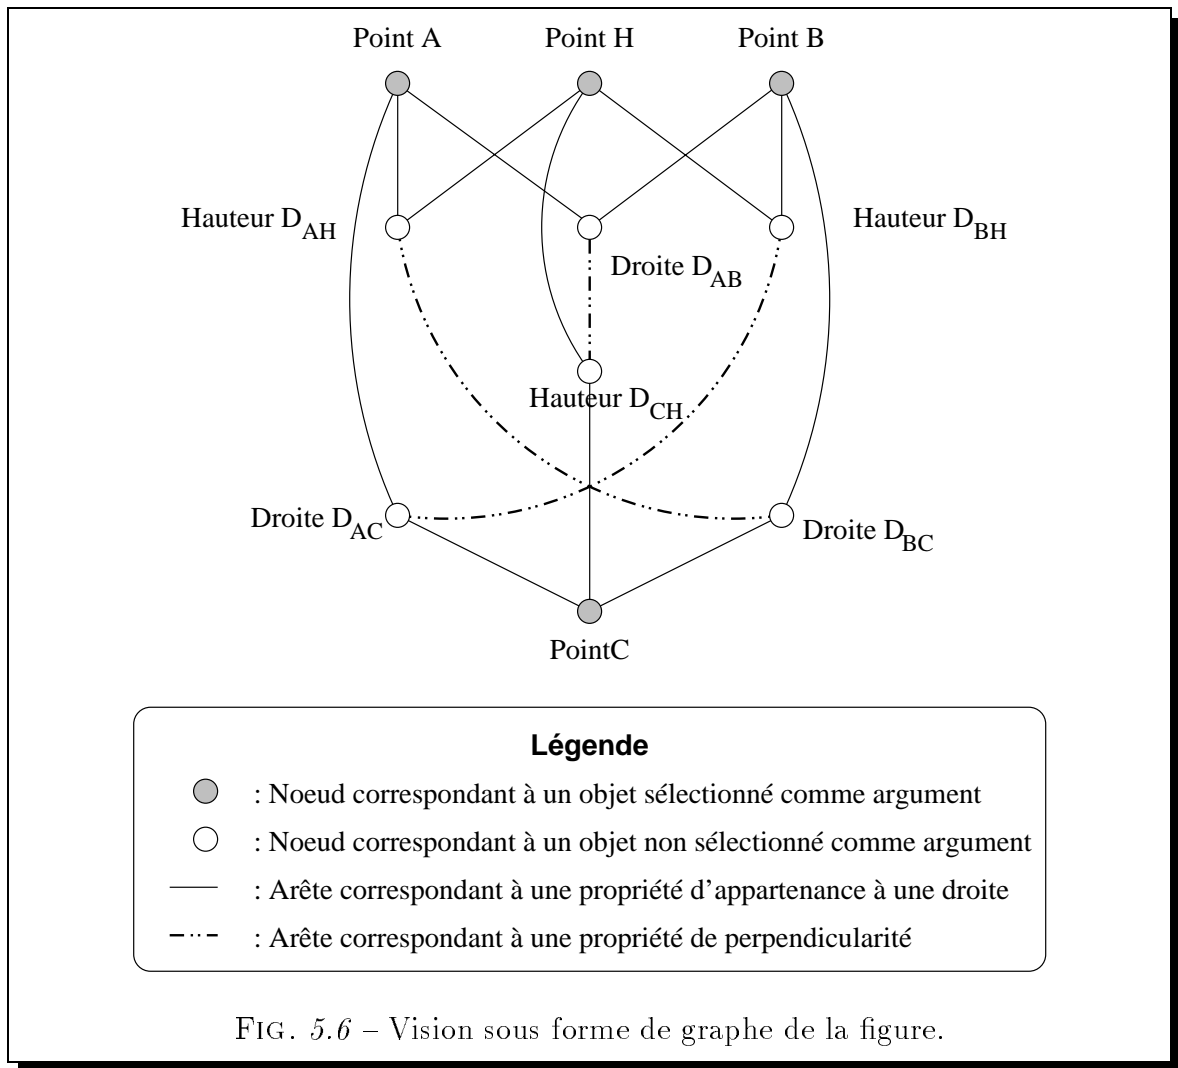 Point A Point H Point B
Hauteur D_AH Hauteur D_BH
Droite D_AB
Hauteur D_CH
Droite D_AC Droite D_BC
PointC
Légende
: Noeud correspondant à un objet sélectionné comme argument
: Noeud correspondant à un objet non sélectionné comme argument
: Arête correspondant à une propriété d'appartenance à une droite
: Arête correspondant à une propriété de perpendicularité
FIG. 5.6 – Vision sous forme de graphe de la figure.